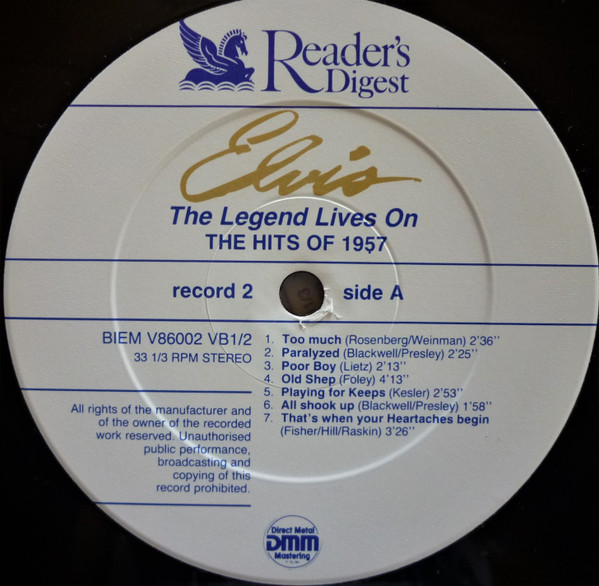 Reader's
Digest
Elvis
The Legend Lives On
THE HITS OF 1957
record 2 side A
BIEM V86002 VB1/2
33 1/3 RPM STEREO
1. Too much (Rosenberg/Weinman) 2'36''
2. Paralyzed (Blackwell/Presley) 2'25''
3. Poor Boy (Lietz) 2'13''
4. Old Shep (Foley) 4'13''
5. Playing for Keeps (Kesler) 2'53''
6. All shook up (Blackwell/Presley) 1'58''
7. That's when your Heartaches begin
(Fisher/Hill/Raskin) 3'26''
All rights of the manufacturer and
of the owner of the recorded
work reserved. Unauthorised
public performance,
broadcasting and
copying of this
record prohibited.
Direct Metal
DMM
Mastering